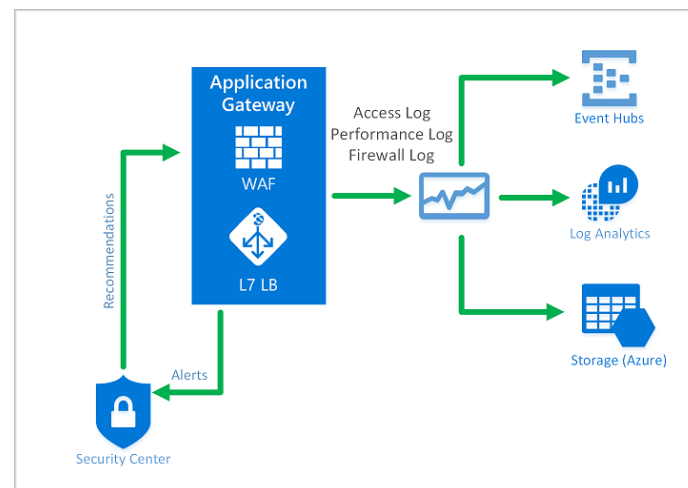 Application
Gateway
WAF
L7 LB
Access Log
Performance Log
Firewall Log
Event Hubs
Log Analytics
Storage (Azure)
Recommendations
Alerts
Security Center